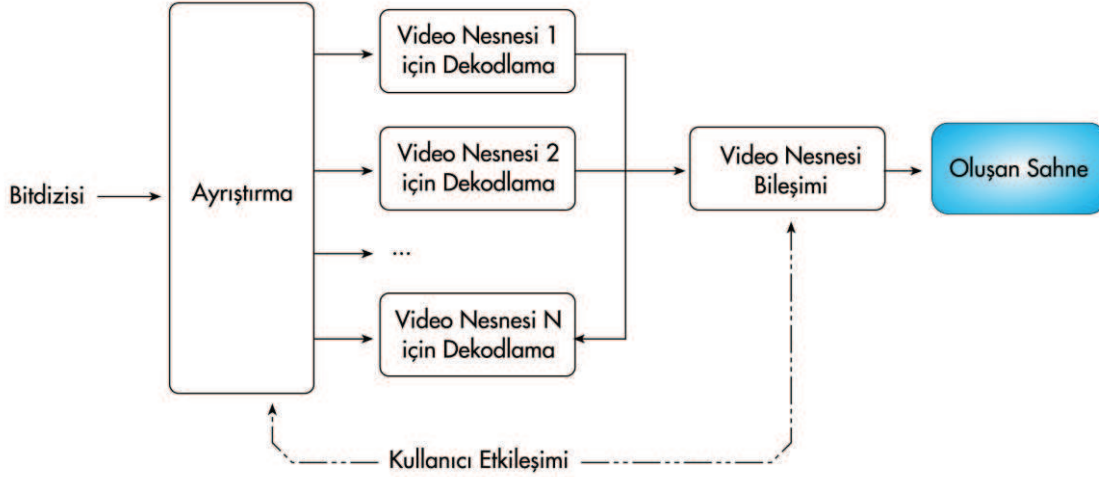 Bitdizisi
Ayrıştırma
Video Nesnesi 1
için Dekodlama
Video Nesnesi 2
için Dekodlama
...
Video Nesnesi N
için Dekodlama
Video Nesnesi
Bileşimi
Oluşan Sahne
Kullanıcı Etkileşimi